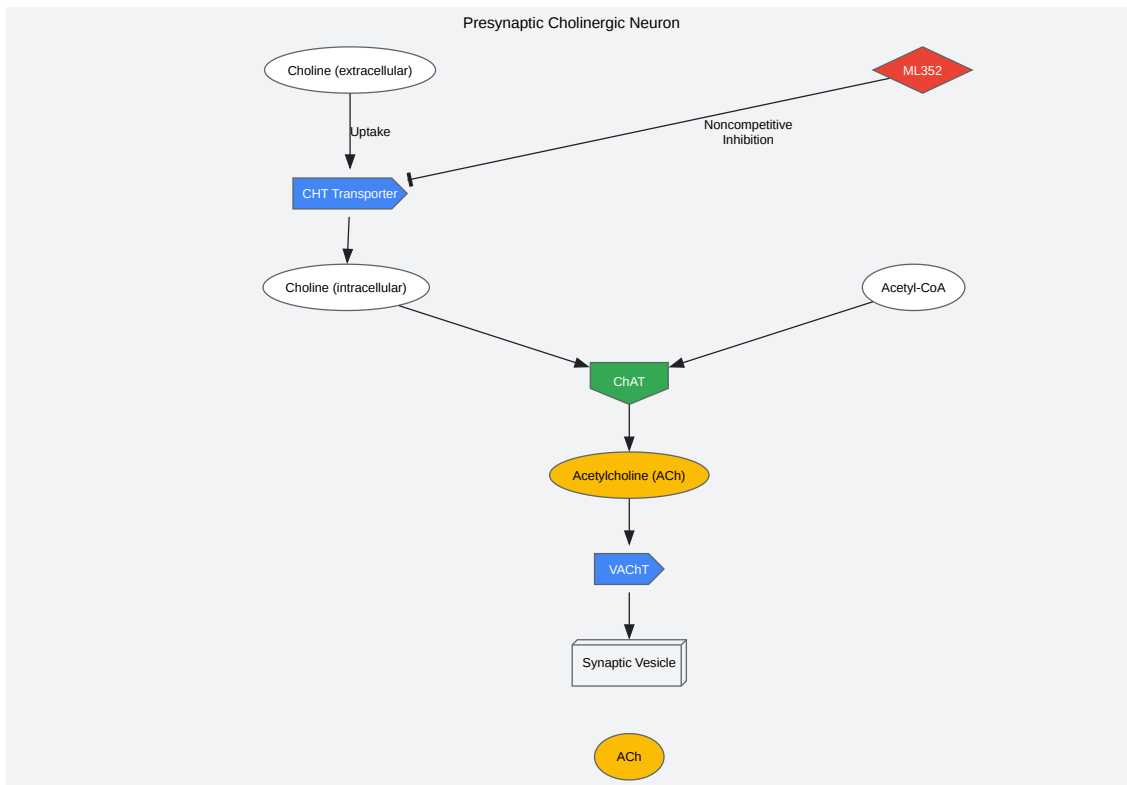 Presynaptic Cholinergic Neuron
Choline (extracellular)
ML352
Uptake
Noncompetitive
Inhibition
CHT Transporter
Choline (intracellular)
Acetyl-CoA
ChAT
Acetylcholine (ACh)
VAChT
Synaptic Vesicle
ACh